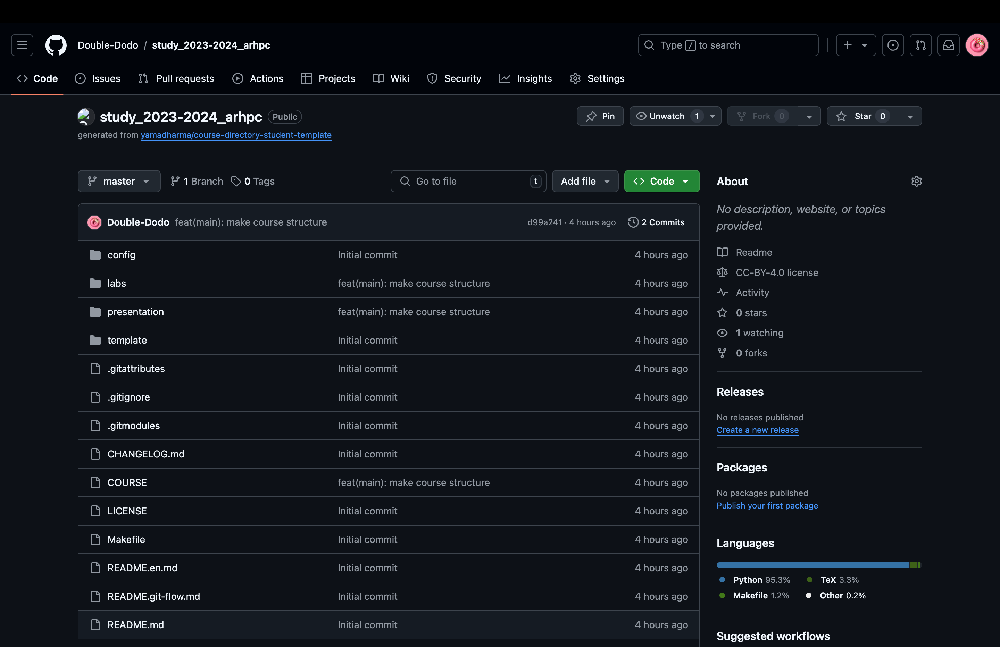 Double-Dodo / study_2023-2024_arhpc
Type / to search
Code Issues Pull requests Actions Projects Wiki Security Insights Settings
study_2023-2024_arhpc Public
Pin Unwatch 1 Fork 0 Star 0
generated from yamadharma/course-directory-student-template
master 1 Branch 0 Tags Go to file t Add file Code
Double-Dodo feat(main): make course structure d99a241 · 4 hours ago 2 Commits
config Initial commit 4 hours ago
labs feat(main): make course structure 4 hours ago
presentation feat(main): make course structure 4 hours ago
template Initial commit 4 hours ago
.gitattributes Initial commit 4 hours ago
.gitignore Initial commit 4 hours ago
.gitmodules Initial commit 4 hours ago
CHANGELOG.md Initial commit 4 hours ago
COURSE feat(main): make course structure 4 hours ago
LICENSE Initial commit 4 hours ago
Makefile Initial commit 4 hours ago
README.en.md Initial commit 4 hours ago
README.git-flow.md Initial commit 4 hours ago
README.md Initial commit 4 hours ago
About
No description, website, or topics
provided.
Readme
CC-BY-4.0 license
Activity
0 stars
1 watching
0 forks
Releases
No releases published
Create a new release
Packages
No packages published
Publish your first package
Languages
Python 95.3% TeX 3.3%
Makefile 1.2% Other 0.2%
Suggested workflows